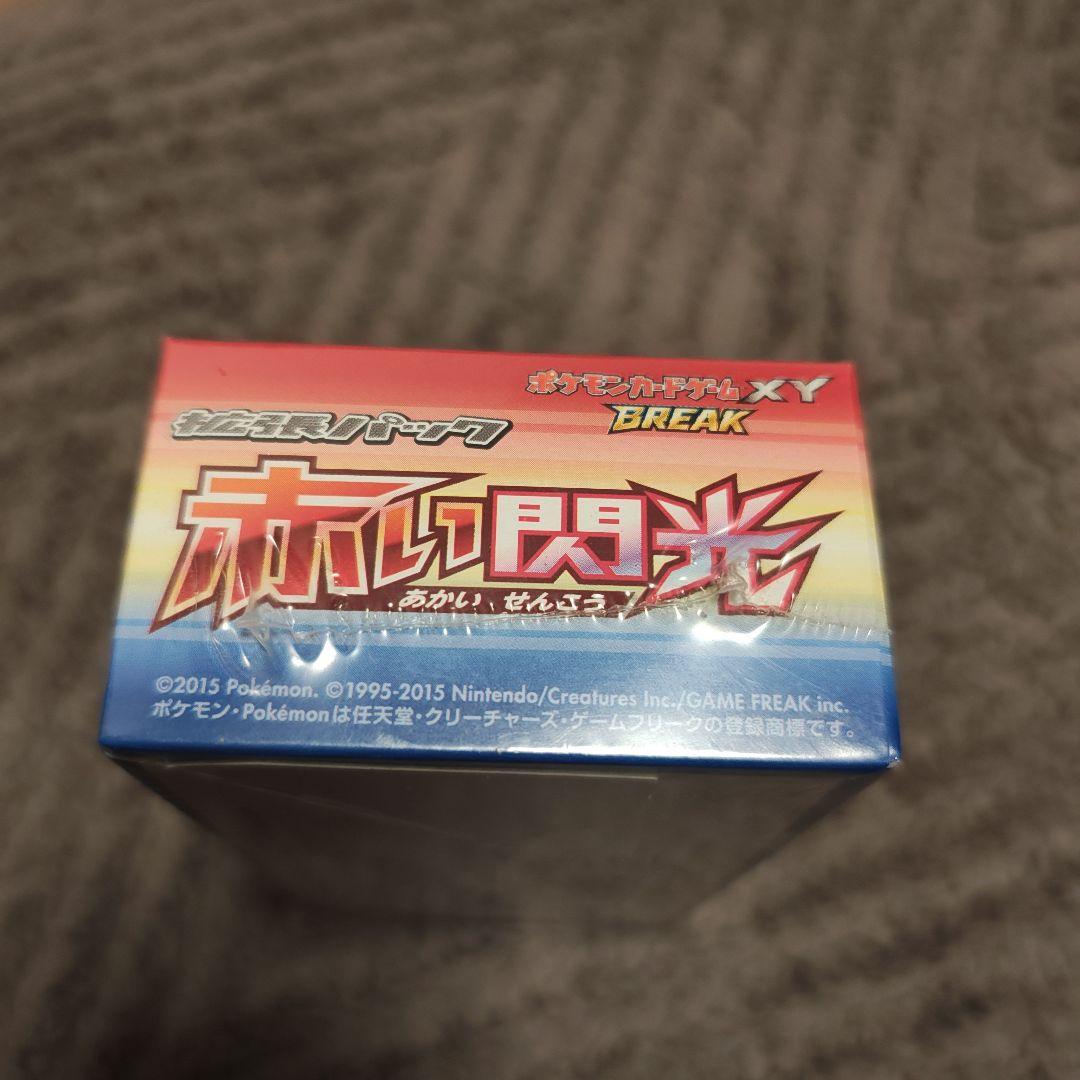 ポケモンカードゲーム XY
BREAK
拡張パック
赤い閃光
あかい せんこう
©2015 Pokémon. ©1995-2015 Nintendo/Creatures Inc./GAME FREAK inc.
ポケモン・Pokémonは任天堂・クリーチャーズ・ゲームフリークの登録商標です。